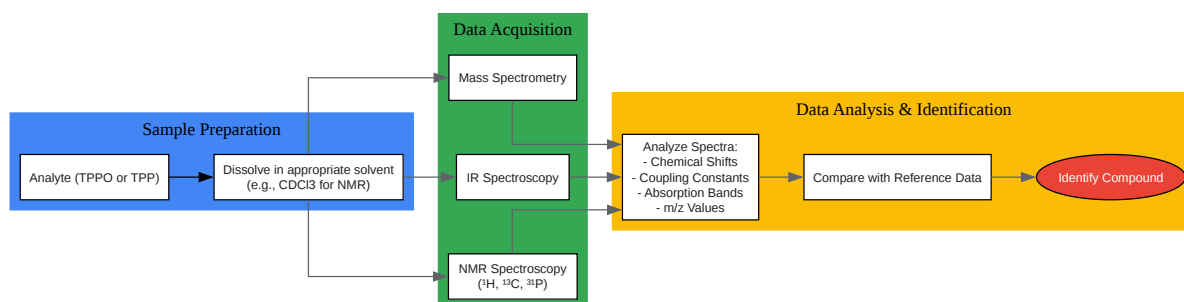 Sample Preparation
Analyte (TPPO or TPP)
Dissolve in appropriate solvent
(e.g., CDCl3 for NMR)
Data Acquisition
Mass Spectrometry
IR Spectroscopy
NMR Spectroscopy
(¹H, ¹³C, ³¹P)
Data Analysis & Identification
Analyze Spectra:
- Chemical Shifts
- Coupling Constants
- Absorption Bands
- m/z Values
Compare with Reference Data
Identify Compound